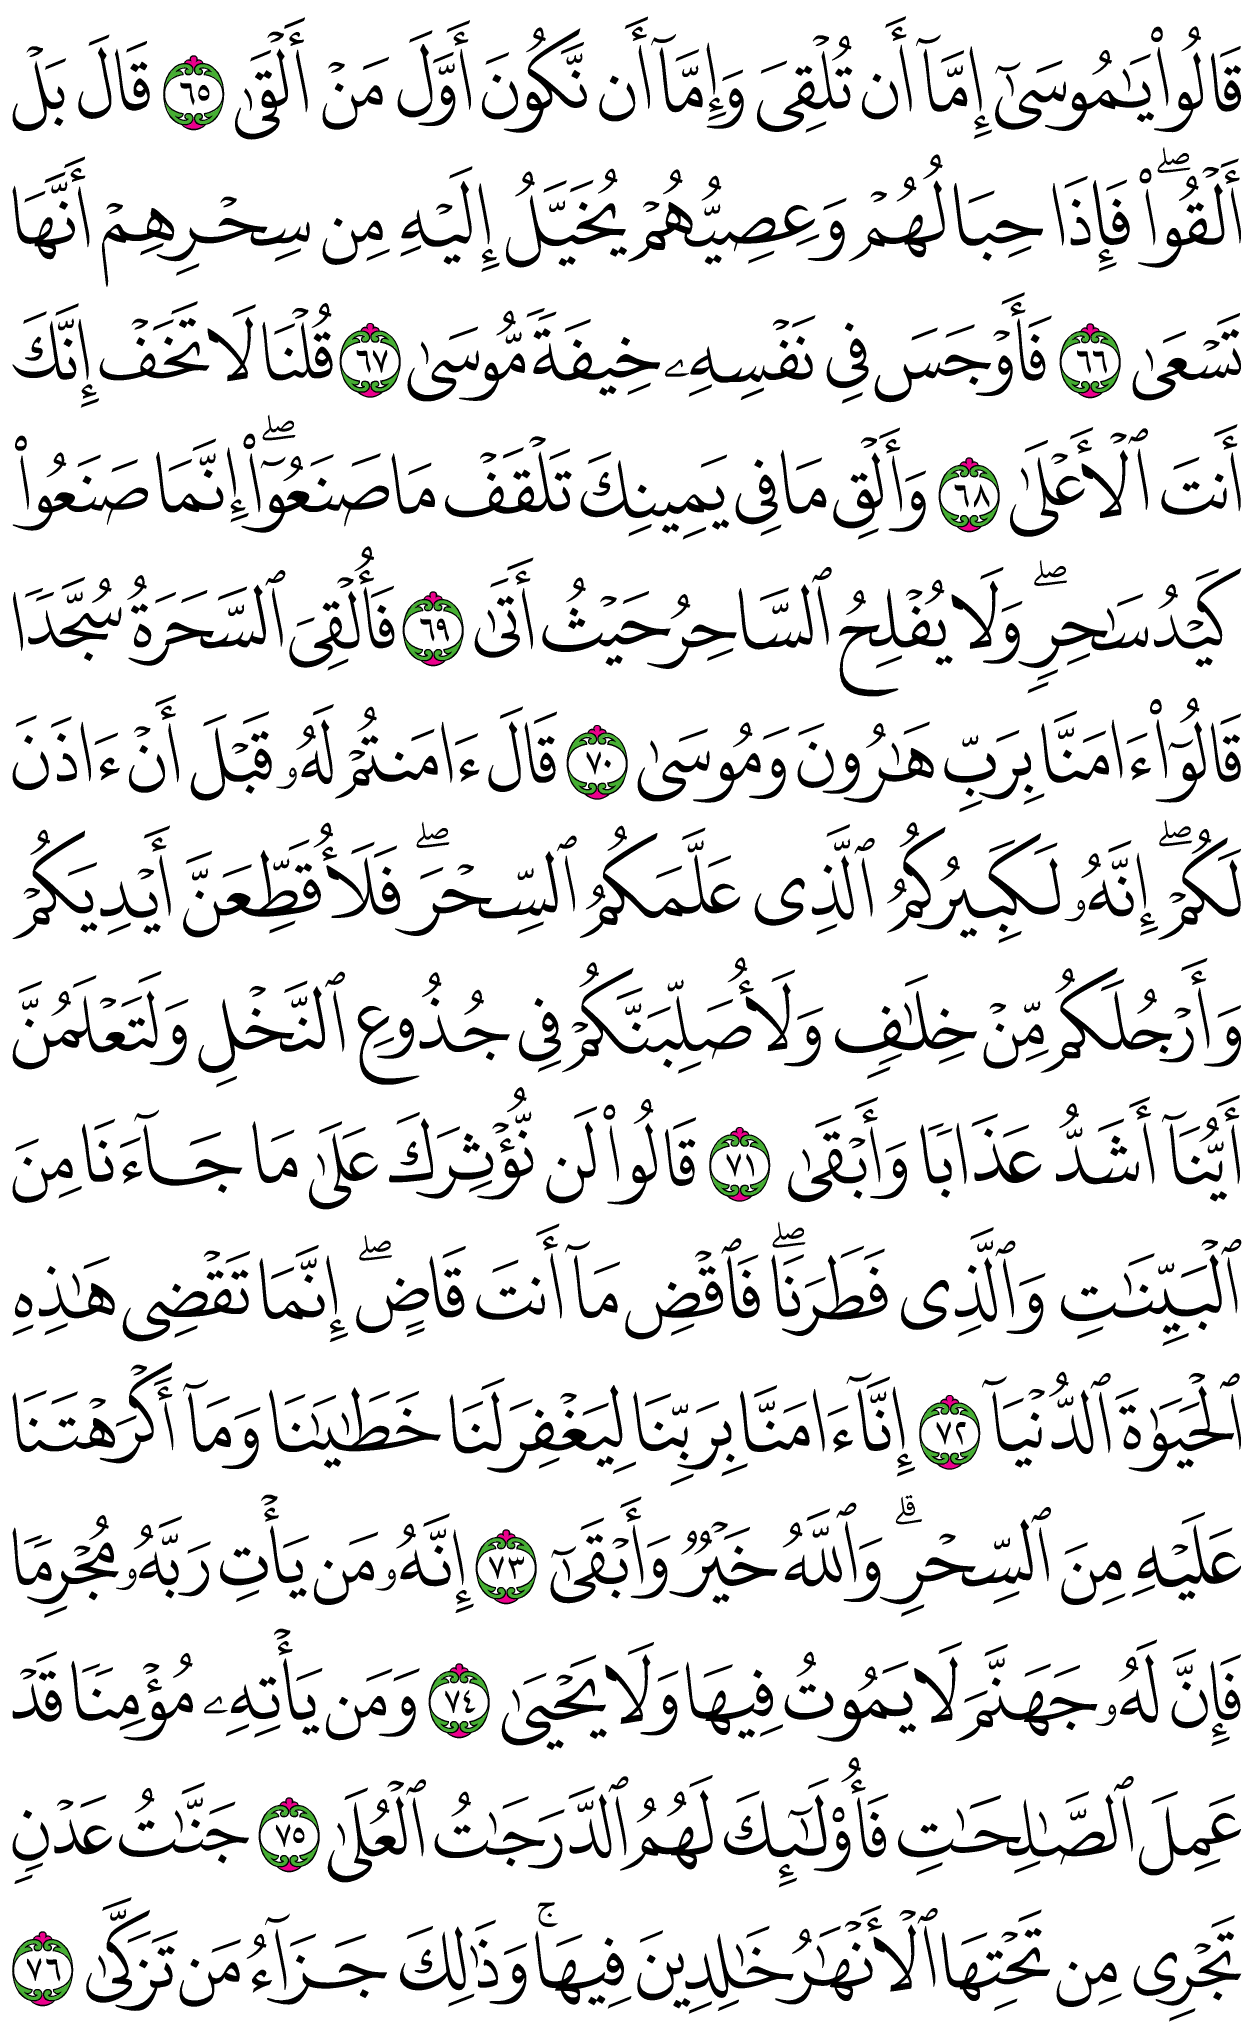 قَالُوا۟ يَـٰمُوسَىٰٓ إِمَّآ أَن تُلْقِىَ وَإِمَّآ أَن نَّكُونَ أَوَّلَ مَنْ أَلْقَىٰ ٦٥ قَالَ بَلْ
أَلْقُوا۟ ۖ فَإِذَا حِبَالُهُمْ وَعِصِيُّهُمْ يُخَيَّلُ إِلَيْهِ مِن سِحْرِهِمْ أَنَّهَا
تَسْعَىٰ ٦٦ فَأَوْجَسَ فِى نَفْسِهِۦ خِيفَةً مُّوسَىٰ ٦٧ قُلْنَا لَا تَخَفْ إِنَّكَ
أَنتَ ٱلْأَعْلَىٰ ٦٨ وَأَلْقِ مَا فِى يَمِينِكَ تَلْقَفْ مَا صَنَعُوٓا۟ ۖ إِنَّمَا صَنَعُوا۟
كَيْدُ سَـٰحِرٍ ۖ وَلَا يُفْلِحُ ٱلسَّاحِرُ حَيْثُ أَتَىٰ ٦٩ فَأُلْقِىَ ٱلسَّحَرَةُ سُجَّدًا
قَالُوٓا۟ ءَامَنَّا بِرَبِّ هَـٰرُونَ وَمُوسَىٰ ٧٠ قَالَ ءَامَنتُمْ لَهُۥ قَبْلَ أَنْ ءَاذَنَ
لَكُمْ ۖ إِنَّهُۥ لَكَبِيرُكُمُ ٱلَّذِى عَلَّمَكُمُ ٱلسِّحْرَ ۖ فَلَأُقَطِّعَنَّ أَيْدِيَكُمْ
وَأَرْجُلَكُم مِّنْ خِلَـٰفٍ وَلَأُصَلِّبَنَّكُمْ فِى جُذُوعِ ٱلنَّخْلِ وَلَتَعْلَمُنَّ
أَيُّنَآ أَشَدُّ عَذَابًا وَأَبْقَىٰ ٧١ قَالُوا۟ لَن نُّؤْثِرَكَ عَلَىٰ مَا جَآءَنَا مِنَ
ٱلْبَيِّنَـٰتِ وَٱلَّذِى فَطَرَنَا ۖ فَٱقْضِ مَآ أَنتَ قَاضٍ ۖ إِنَّمَا تَقْضِى هَـٰذِهِ
ٱلْحَيَوٰةَ ٱلدُّنْيَآ ٧٢ إِنَّآ ءَامَنَّا بِرَبِّنَا لِيَغْفِرَ لَنَا خَطَـٰيَـٰنَا وَمَآ أَكْرَهْتَنَا
عَلَيْهِ مِنَ ٱلسِّحْرِ ۗ وَٱللَّهُ خَيْرٌ وَأَبْقَىٰٓ ٧٣ إِنَّهُۥ مَن يَأْتِ رَبَّهُۥ مُجْرِمًا
فَإِنَّ لَهُۥ جَهَنَّمَ لَا يَمُوتُ فِيهَا وَلَا يَحْيَىٰ ٧٤ وَمَن يَأْتِهِۦ مُؤْمِنًا قَدْ
عَمِلَ ٱلصَّـٰلِحَـٰتِ فَأُو۟لَـٰٓئِكَ لَهُمُ ٱلدَّرَجَـٰتُ ٱلْعُلَىٰ ٧٥ جَنَّـٰتُ عَدْنٍ
تَجْرِى مِن تَحْتِهَا ٱلْأَنْهَـٰرُ خَـٰلِدِينَ فِيهَا ۚ وَذَٰلِكَ جَزَآءُ مَن تَزَكَّىٰ ٧٦